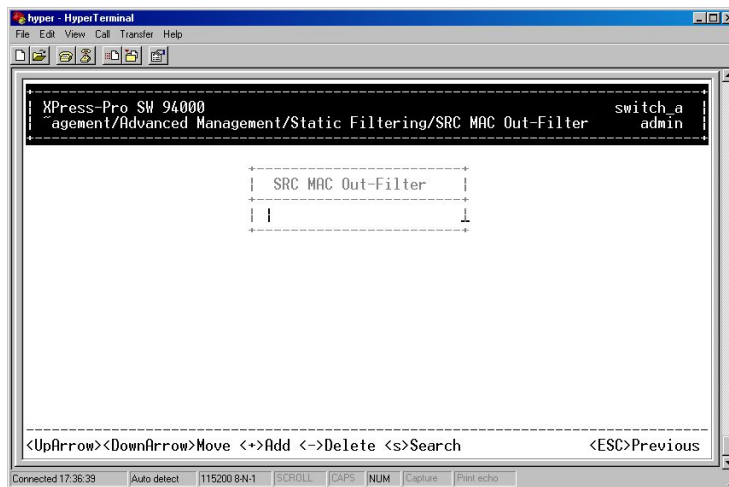 hyper - HyperTerminal
File Edit View Call Transfer Help
XPress-Pro SW 94000 switch_a
~agement/Advanced Management/Static Filtering/SRC MAC Out-Filter admin
SRC MAC Out-Filter
<UpArrow><DownArrow>Move <+>Add <->Delete <s>Search <ESC>Previous
Connected 17:36:39 Auto detect 115200 8-N-1 SCROLL CAPS NUM Capture Print echo